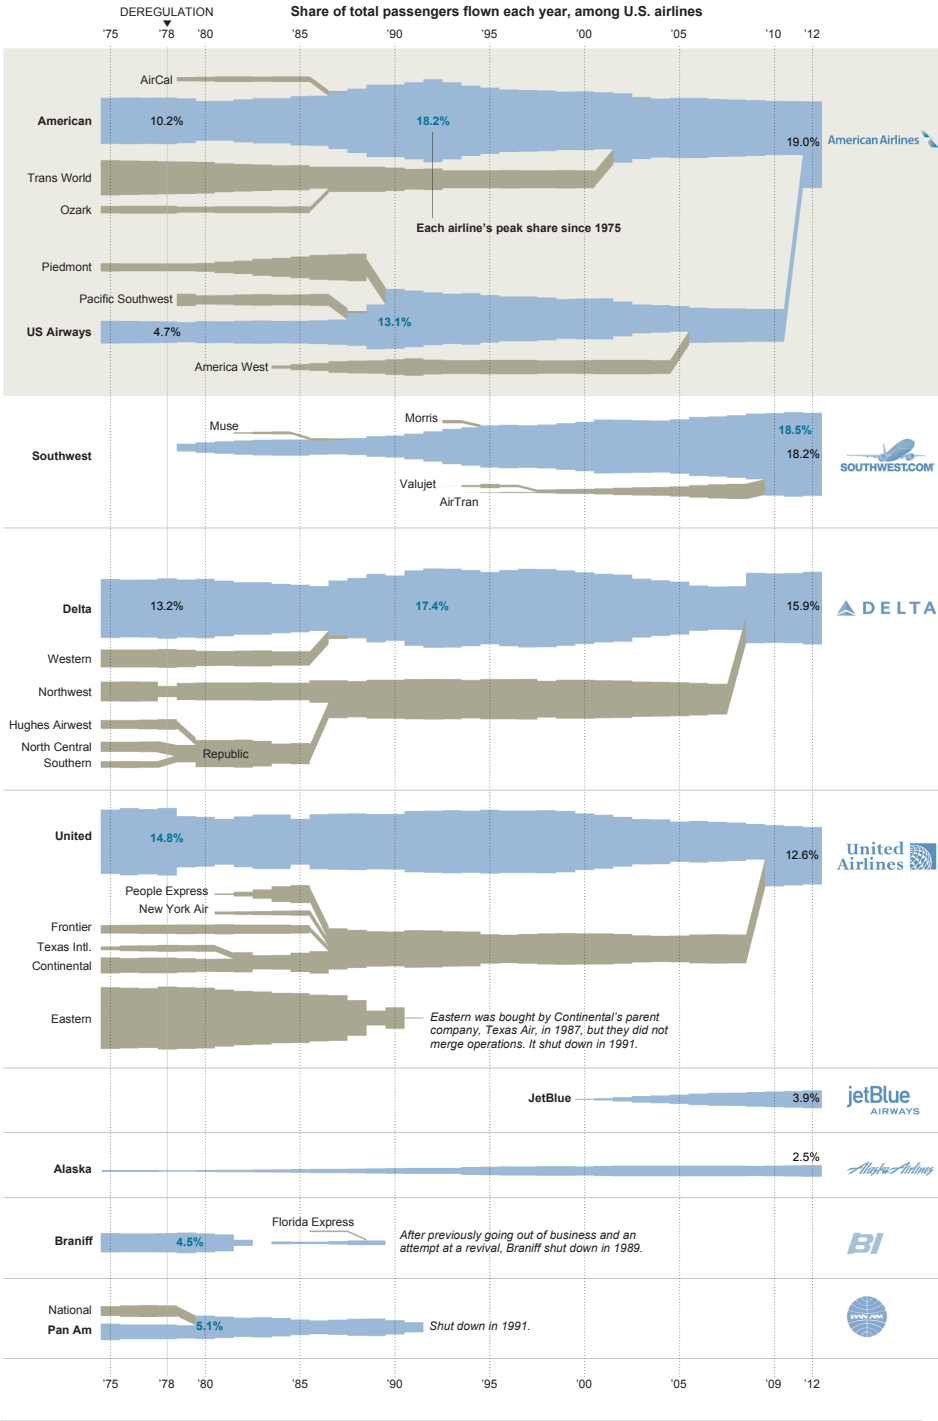 DEREGULATION
Share of total passengers flown each year, among U.S. airlines
'75 '78 '80 '85 '90 '95 '00 '05 '10 '12
AirCal
American 10.2% 18.2% 19.0% American Airlines
Trans World
Ozark
Each airline's peak share since 1975
Piedmont
Pacific Southwest
US Airways 4.7% 13.1%
America West
Morris
Muse
18.5%
Southwest 18.2%
SOUTHWEST.COM
Valujet
AirTran
Delta 13.2% 17.4% 15.9% DELTA
Western
Northwest
Hughes Airwest
North Central
Southern
Republic
United 14.8% 12.6% United
Airlines
People Express
New York Air
Frontier
Texas Intl.
Continental
Eastern
Eastern was bought by Continental's parent
company, Texas Air, in 1987, but they did not
merge operations. It shut down in 1991.
JetBlue 3.9% jetBlue
AIRWAYS
2.5%
Alaska Alaska Airlines
Florida Express
Braniff 4.5%
After previously going out of business and an
attempt at a revival, Braniff shut down in 1989.
BI
National
Pan Am 5.1% Shut down in 1991.
PAN AM
'75 '78 '80 '85 '90 '95 '00 '05 '09 '12